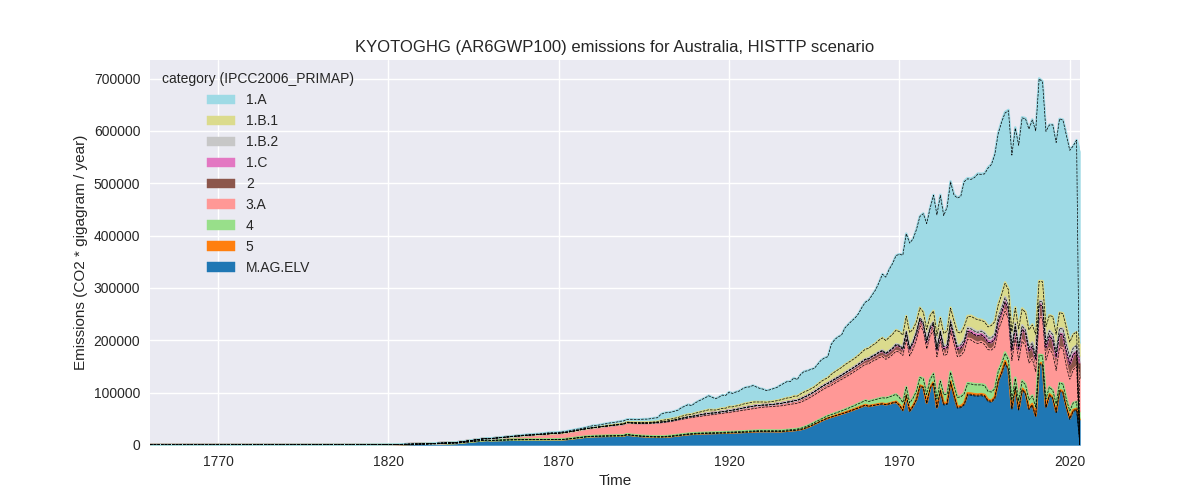 KYOTOGHG (AR6GWP100) emissions for Australia, HISTTP scenario
Emissions (CO2 * gigagram / year)
700000
600000
500000
400000
300000
200000
100000
0
category (IPCC2006_PRIMAP)
1.A
1.B.1
1.B.2
1.C
2
3.A
4
5
M.AG.ELV
1770
1820
1870
1920
1970
2020
Time